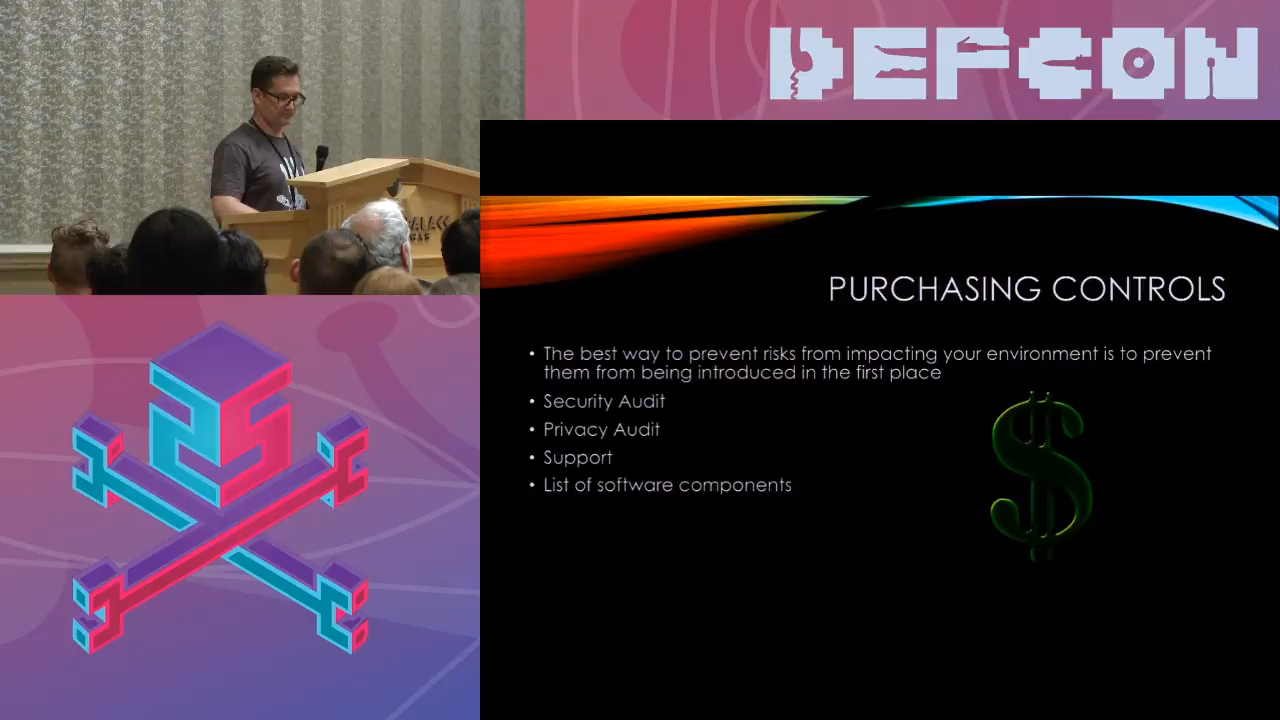 DEFCON
PURCHASING CONTROLS
• The best way to prevent risks from impacting your environment is to prevent
them from being introduced in the first place
• Security Audit
• Privacy Audit
• Support
• List of software components
$